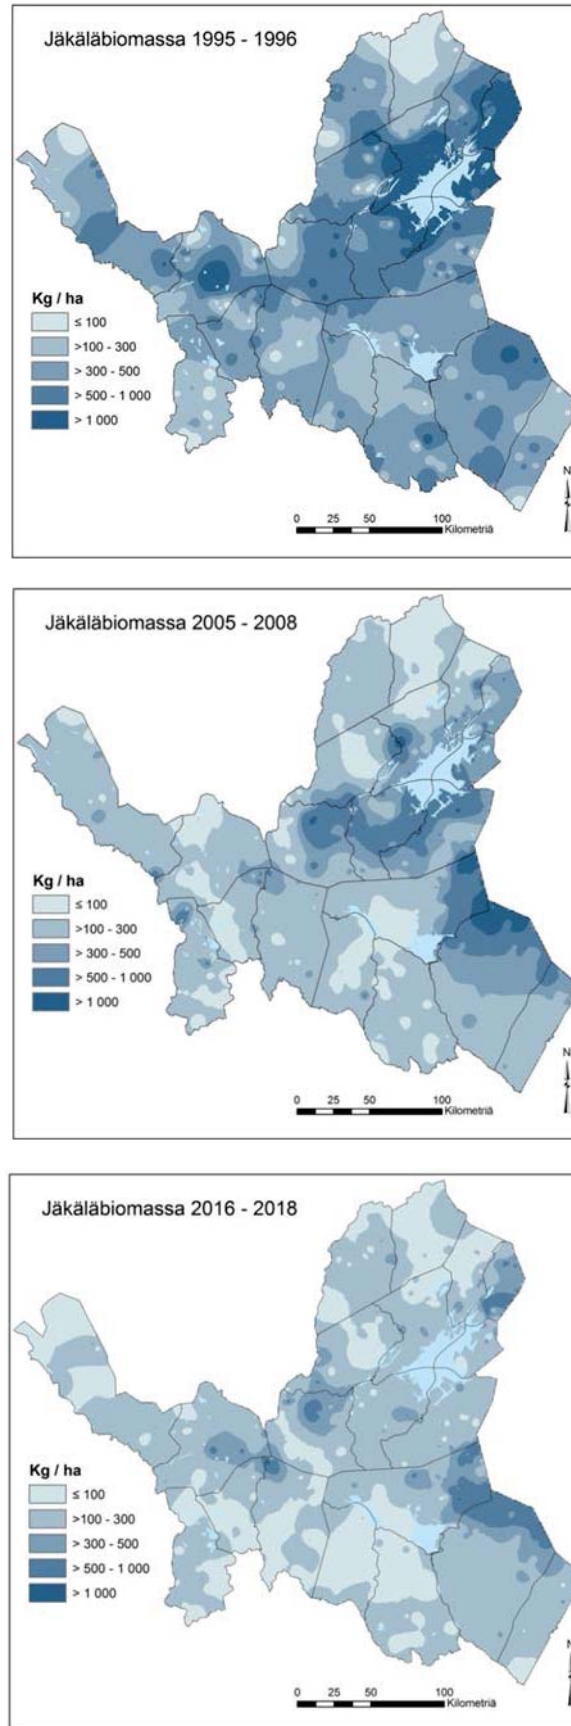 Jäkäläbiomassa 1995 - 1996
Kg / ha
≤ 100
>100 - 300
> 300 - 500
> 500 - 1 000
> 1 000
N
0 25 50 100
Kilometriä
Jäkäläbiomassa 2005 - 2008
Kg / ha
≤ 100
>100 - 300
> 300 - 500
> 500 - 1 000
> 1 000
N
0 25 50 100
Kilometriä
Jäkäläbiomassa 2016 - 2018
Kg / ha
≤ 100
>100 - 300
> 300 - 500
> 500 - 1 000
> 1 000
N
0 25 50 100
Kilometriä